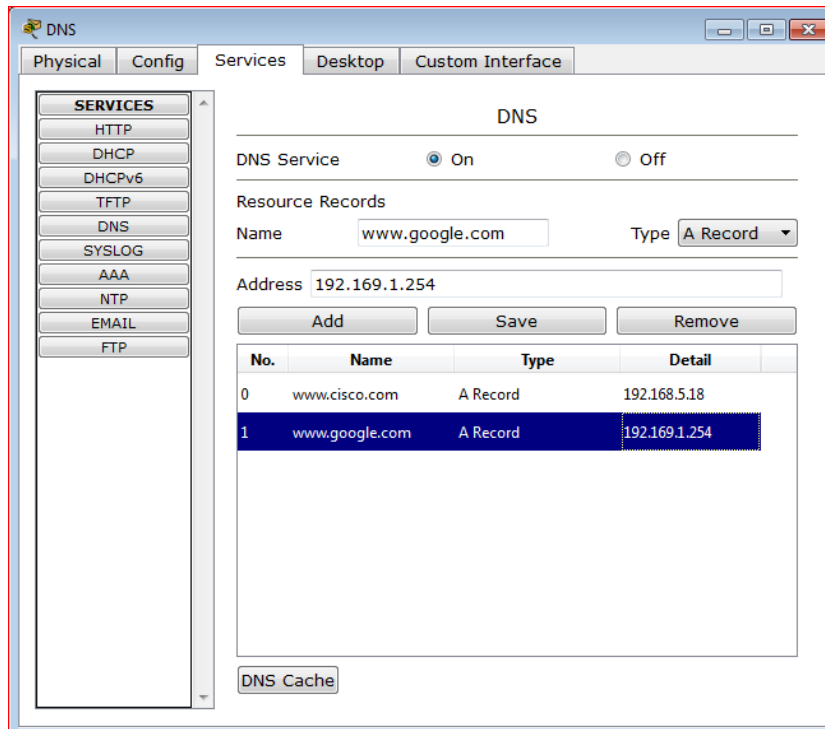 DNS
Physical Config Services Desktop Custom Interface
SERVICES
HTTP
DHCP
DHCPv6
TFTP
DNS
SYSLOG
AAA
NTP
EMAIL
FTP
DNS
DNS Service On Off
Resource Records
Name www.google.com Type A Record
Address 192.169.1.254
Add Save Remove
No. Name Type Detail
0 www.cisco.com A Record 192.168.5.18
1 www.google.com A Record 192.169.1.254
DNS Cache